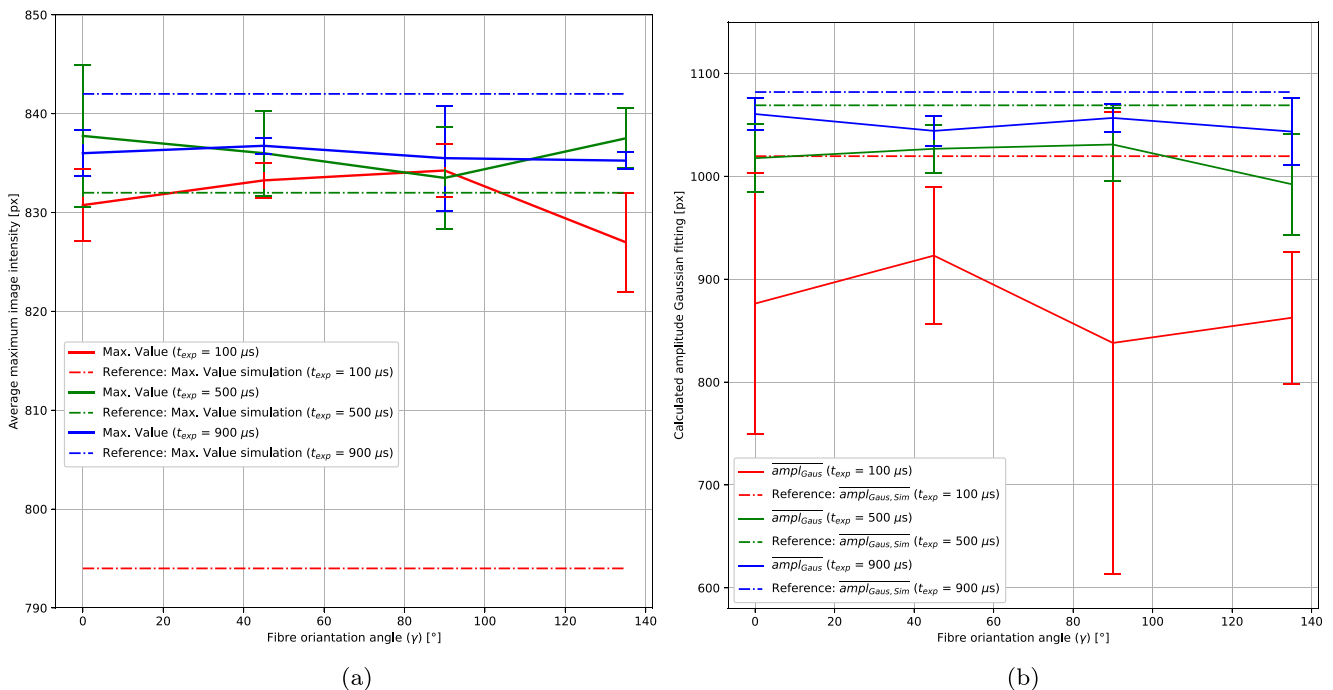 850
840
830
820
810
800
790
Average maximum image intensity [px]
Max. Value (t_exp = 100 μs)
Reference: Max. Value simulation (t_exp = 100 μs)
Max. Value (t_exp = 500 μs)
Reference: Max. Value simulation (t_exp = 500 μs)
Max. Value (t_exp = 900 μs)
Reference: Max. Value simulation (t_exp = 900 μs)
0 20 40 60 80 100 120 140
Fibre oriantation angle (γ) [°]
(a)
1100
1000
900
800
700
600
Calculated amplitude Gaussian fitting [px]
ampl_Gaus (t_exp = 100 μs)
Reference: ampl_Gaus,Sim (t_exp = 100 μs)
ampl_Gaus (t_exp = 500 μs)
Reference: ampl_Gaus,Sim (t_exp = 500 μs)
ampl_Gaus (t_exp = 900 μs)
Reference: ampl_Gaus,Sim (t_exp = 900 μs)
0 20 40 60 80 100 120 140
Fibre oriantation angle (γ) [°]
(b)